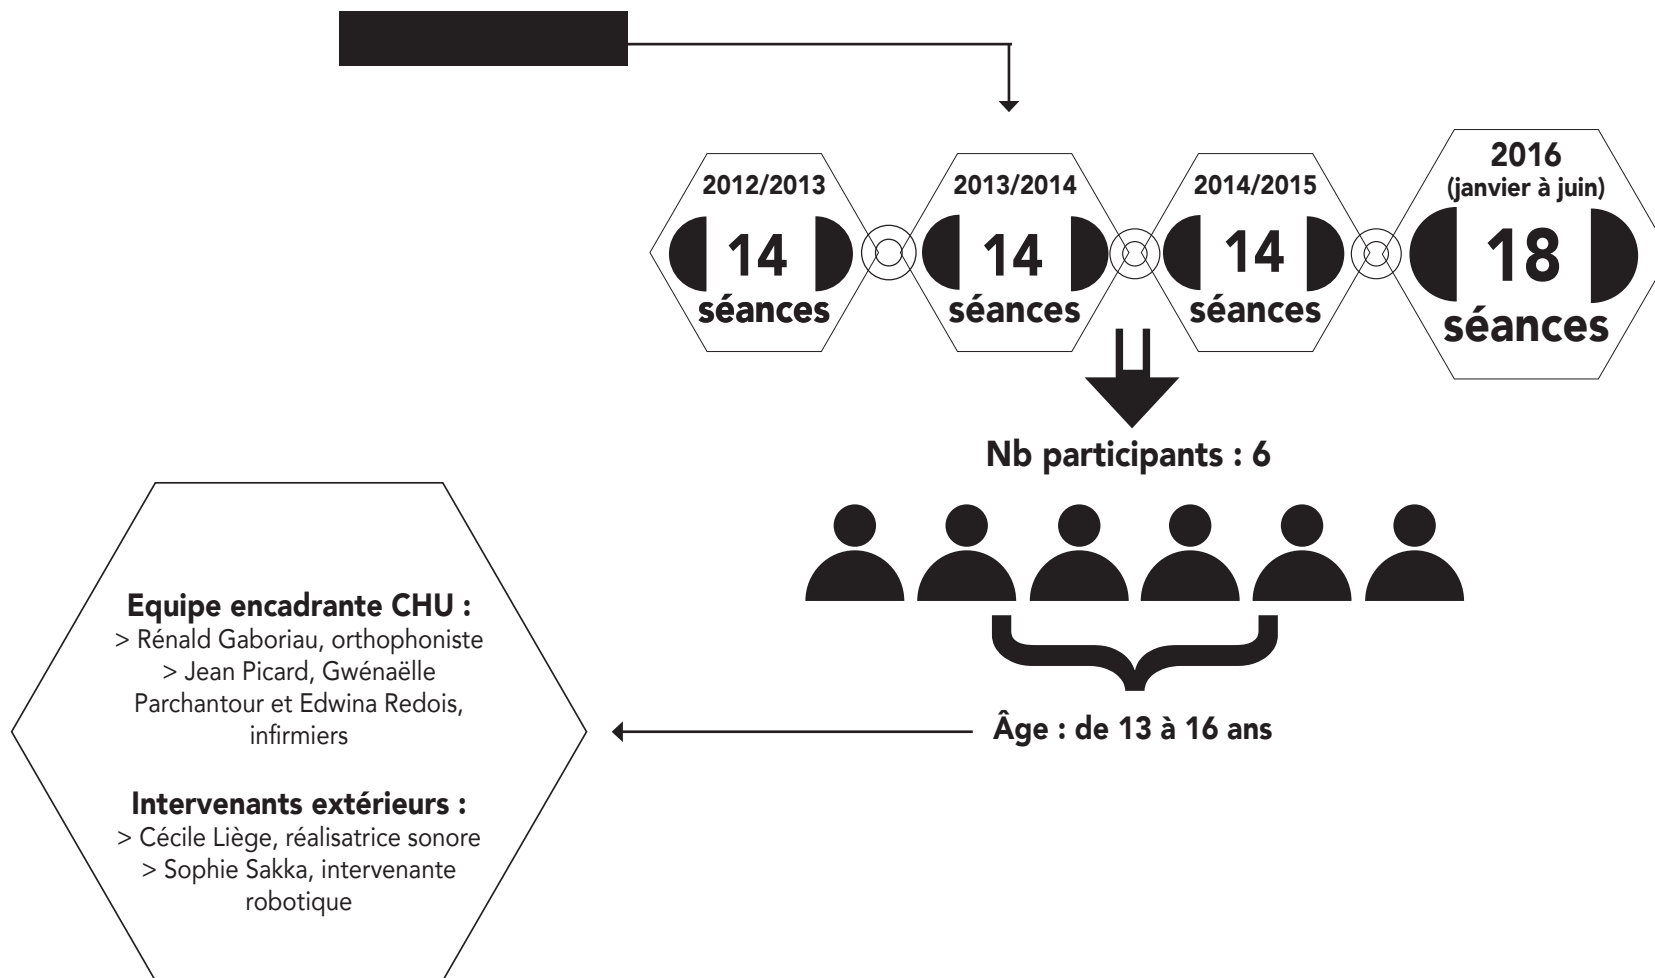 2012/2013
14
séances
2013/2014
14
séances
2014/2015
14
séances
2016
(janvier à juin)
18
séances
Nb participants : 6
Âge : de 13 à 16 ans
Equipe encadrante CHU :
> Rénald Gaboriau, orthophoniste
> Jean Picard, Gwénaëlle
Parchantour et Edwina Redois,
infirmiers
Intervenants extérieurs :
> Cécile Liège, réalisatrice sonore
> Sophie Sakka, intervenante
robotique